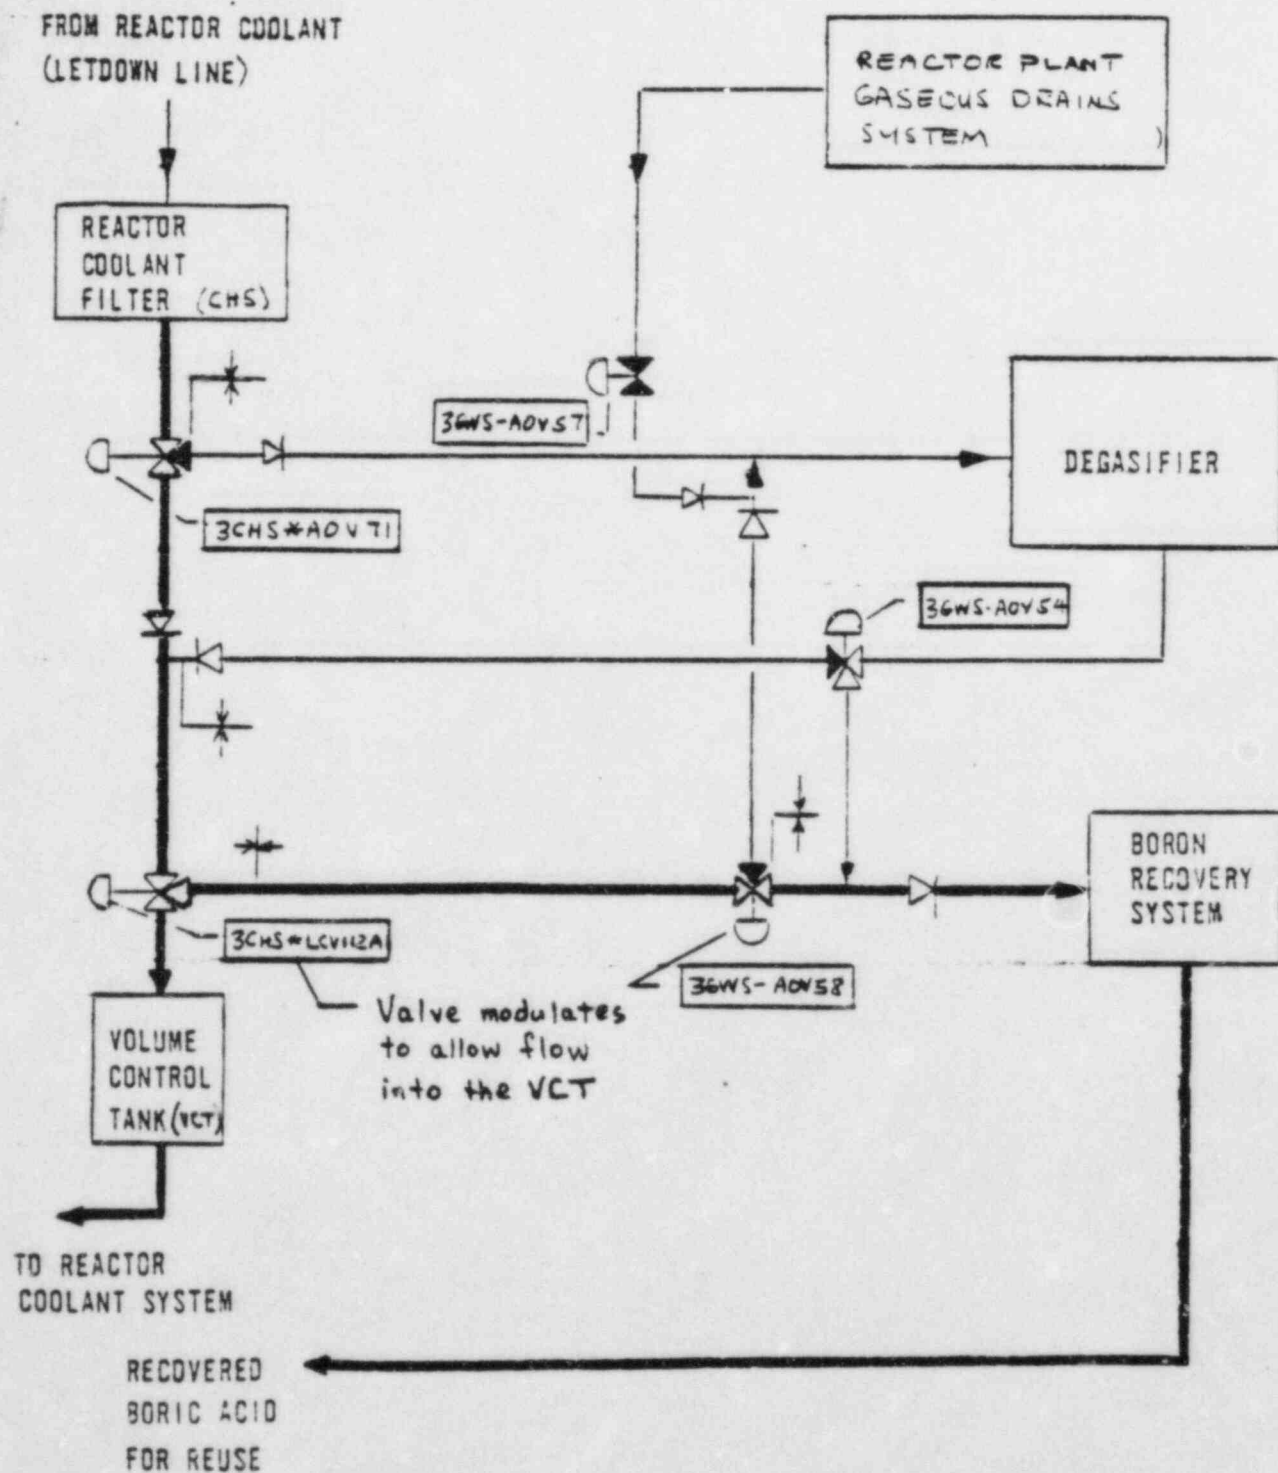 FROM REACTOR COOLANT
(LETDOWN LINE)
REACTOR PLANT
GASEOUS DRAINS
SYSTEM )
REACTOR
COOLANT
FILTER (CHS)
3GWS-AOV57
DEGASIFIER
3CHS*AOV71
3GWS-AOV54
BORON
RECOVERY
SYSTEM
3CHS*LCV112A
3GWS-AOV58
Valve modulates
to allow flow
into the VCT
VOLUME
CONTROL
TANK(VCT)
TO REACTOR
COOLANT SYSTEM
RECOVERED
BORIC ACID
FOR REUSE